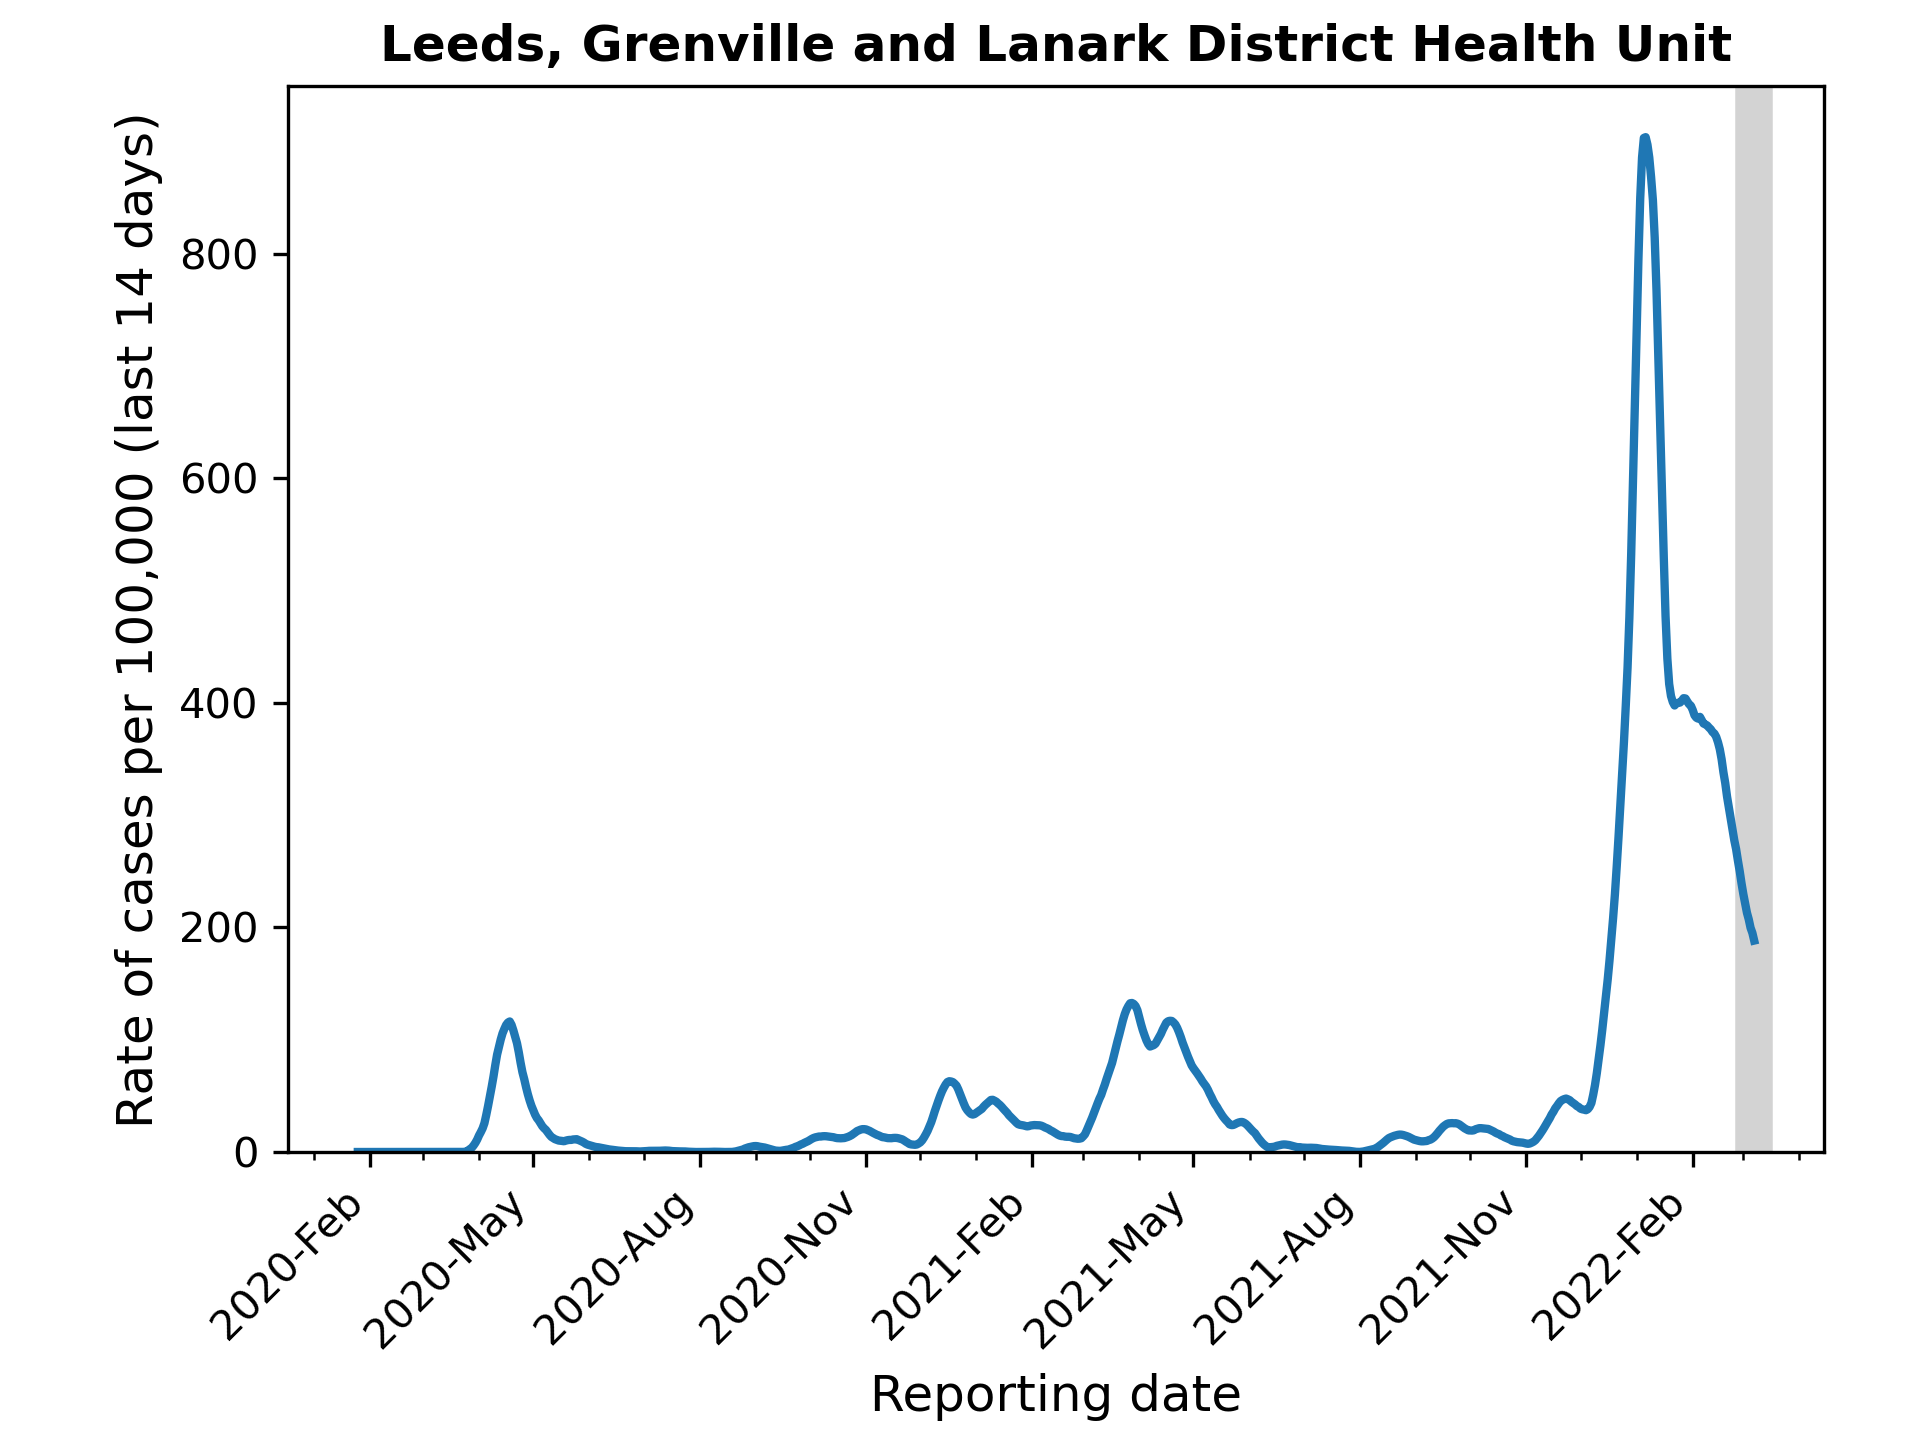 Leeds, Grenville and Lanark District Health Unit
Rate of cases per 100,000 (last 14 days)
800
600
400
200
0
2020-Feb
2020-May
2020-Aug
2020-Nov
2021-Feb
2021-May
2021-Aug
2021-Nov
2022-Feb
Reporting date